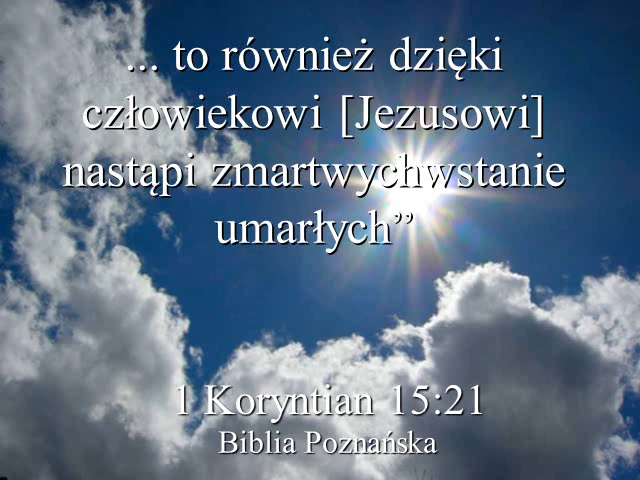 ... to również dzięki
człowiekowi [Jezusowi]
nastąpi zmartwychwstanie
umarłych”
1 Koryntian 15:21
Biblia Poznańska